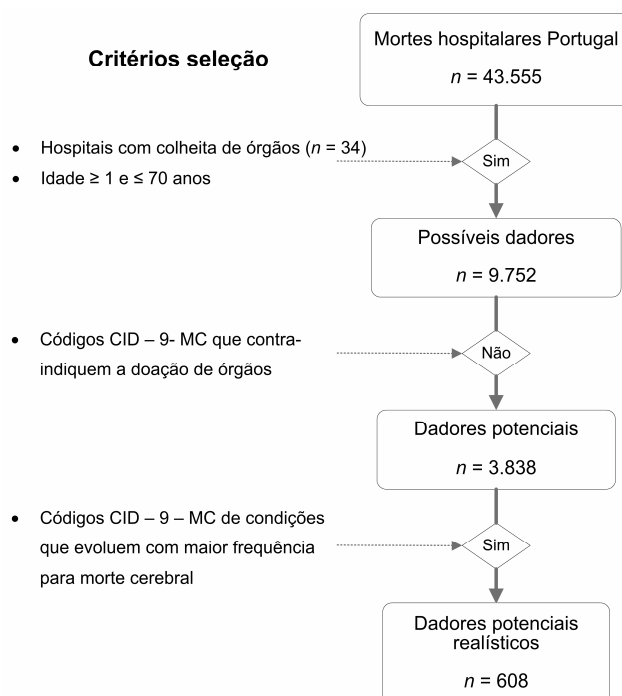 Critérios seleção
Mortes hospitalares Portugal
n = 43.555
• Hospitais com colheita de órgãos (n = 34)
• Idade ≥ 1 e ≤ 70 anos
Sim
Possíveis dadores
n = 9.752
• Códigos CID – 9- MC que contra-
indiquem a doação de órgãos
Não
Dadores potenciais
n = 3.838
• Códigos CID – 9 – MC de condições
que evoluem com maior frequência
para morte cerebral
Sim
Dadores potenciais
realísticos
n = 608